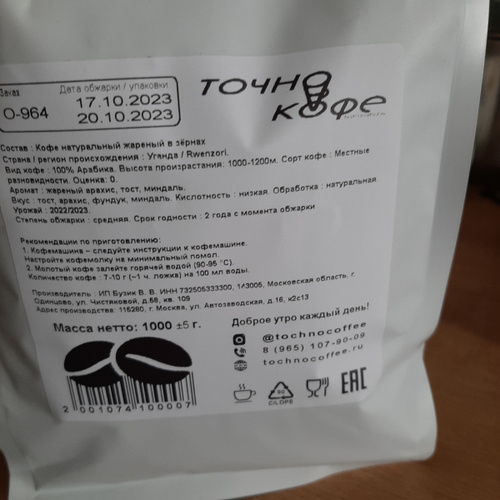 Заказ
О-964
Дата обжарки / упаковки
17.10.2023
20.10.2023
ТОЧНО
КОФЕ
Состав : Кофе натуральный жареный в зёрнах
Страна / регион происхождения : Уганда / Rwenzori.
Вид кофе : 100% Арабика. Высота произрастания: 1000-1200м. Сорт кофе : Местные
разновидности. Оценка: 0.
Аромат : жареный арахис, тост, миндаль.
Вкус : тост, арахис, фундук, миндаль. Кислотность : низкая. Обработка : натуральная.
Урожай : 2022/2023.
Степень обжарки : средняя. Срок годности : 2 года с момента обжарки
Рекомендации по приготовлению:
1. Кофемашина – следуйте инструкции к кофемашине.
Настройте кофемолку на минимальный помол.
2. Молотый кофе залейте горячей водой (90-95 °C).
Количество кофе : 7-10 г (~1 ч. ложка) на 100 мл воды.
Производитель : ИП Бузик В. В. ИНН 732505333300, 143005, Московская область, г.
Одинцово, ул. Чистяковой, д.68, кв. 109
Адрес производства: 115280, г. Москва, ул. Автозаводская, д.16, к2с13
Масса нетто: 1000 ±5 г.
Доброе утро каждый день!
@tochnocoffee
8 (965) 107-90-09
tochnocoffee.ru
2 001074 100007
C/LDPE
EAC